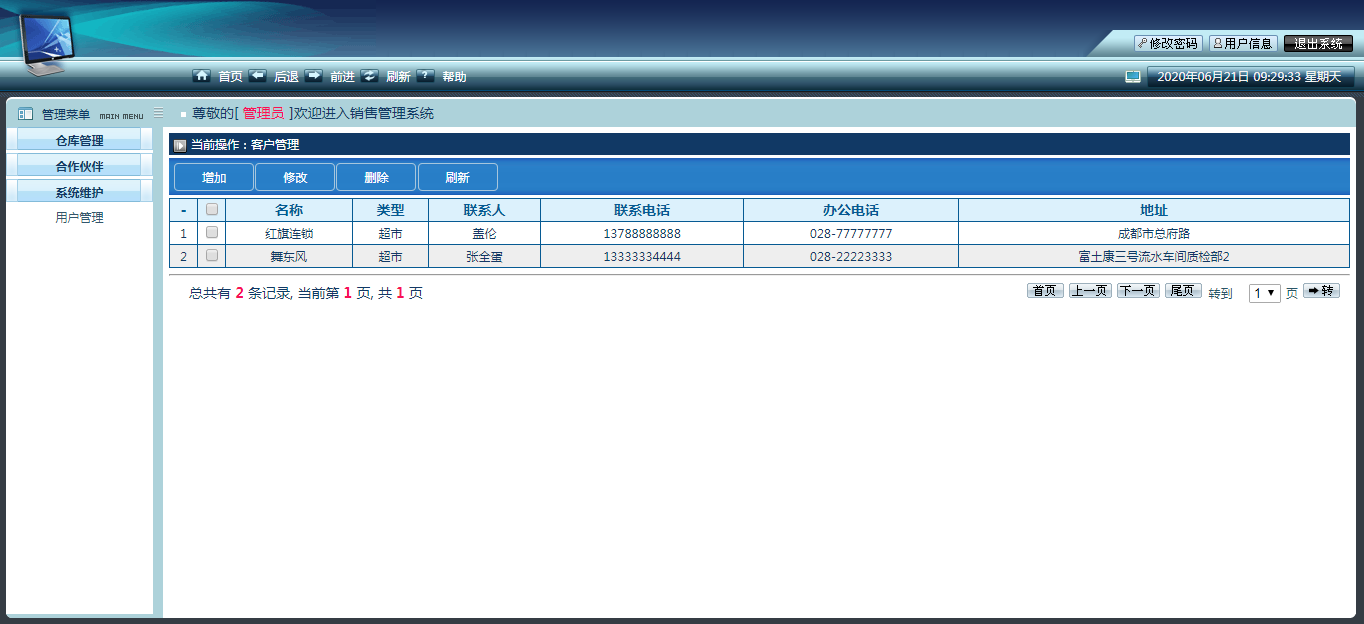 修改密码 用户信息 退出系统
首页 后退 前进 刷新 帮助 2020年06月21日 09:29:33 星期天
管理菜单 MAIN MENU 尊敬的[ 管理员 ]欢迎进入销售管理系统
仓库管理
合作伙伴
系统维护
用户管理
当前操作：客户管理
增加 修改 删除 刷新
- 名称 类型 联系人 联系电话 办公电话 地址
1 红旗连锁 超市 盖伦 13788888888 028-77777777 成都市总府路
2 舞东风 超市 张全蛋 13333334444 028-22223333 富土康三号流水车间质检部2
总共有 2 条记录, 当前第 1 页, 共 1 页 首页 上一页 下一页 尾页 转到 1 页 转